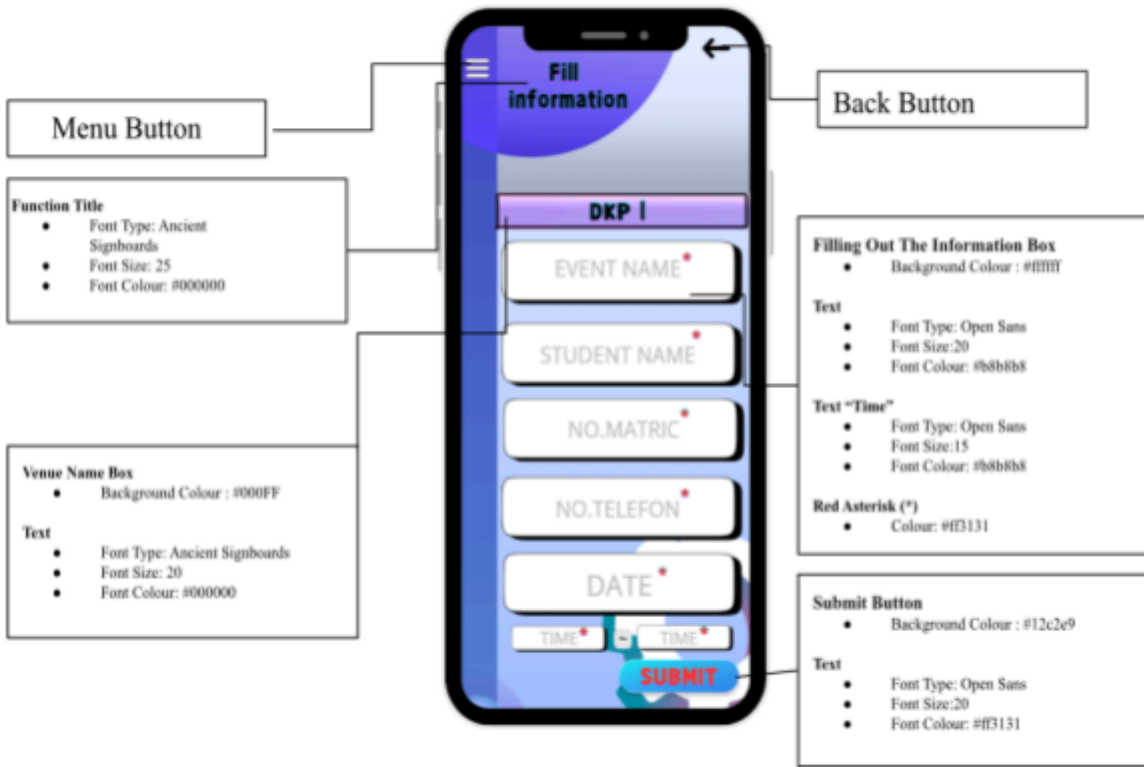 Menu Button
Function Title
● Font Type: Ancient
Signboards
● Font Size: 25
● Font Colour: #000000
Venue Name Box
● Background Colour : #000FF
Text
● Font Type: Ancient Signboards
● Font Size: 20
● Font Colour: #000000
Fill
information
DKP 1
EVENT NAME*
STUDENT NAME*
NO.MATRIC*
NO.TELEFON*
DATE*
TIME* ~ TIME*
SUBMIT
Back Button
Filling Out The Information Box
● Background Colour : #ffffff
Text
● Font Type: Open Sans
● Font Size:20
● Font Colour: #b8b8b8
Text “Time”
● Font Type: Open Sans
● Font Size:15
● Font Colour: #b8b8b8
Red Asterisk (*)
● Colour: #ff3131
Submit Button
● Background Colour : #12c2e9
Text
● Font Type: Open Sans
● Font Size:20
● Font Colour: #ff3131